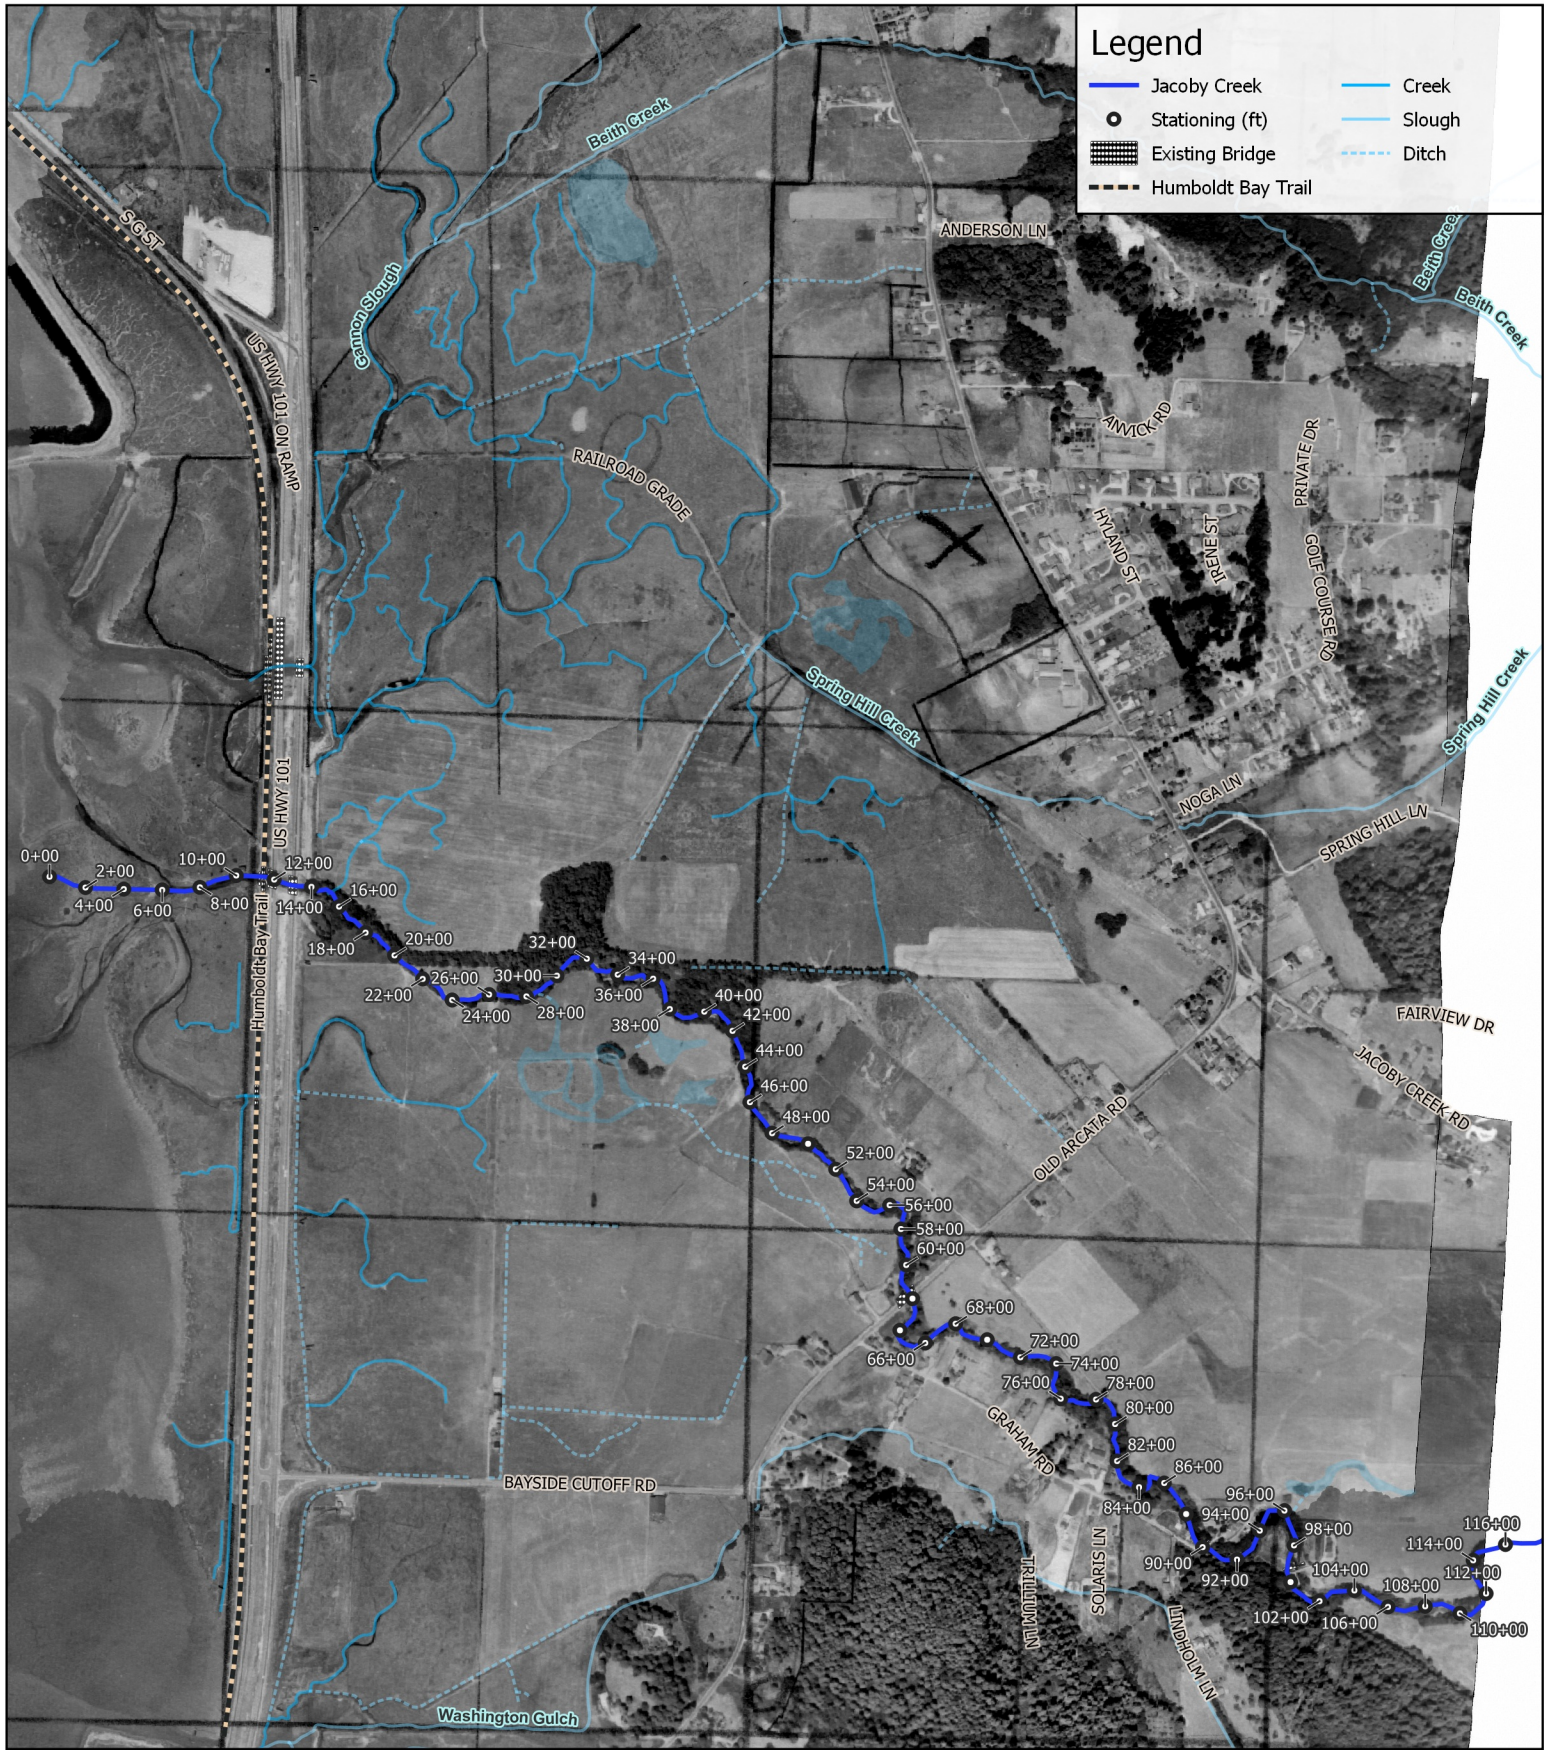 Legend
Jacoby Creek
Creek
Stationing (ft)
Slough
Existing Bridge
Ditch
Humboldt Bay Trail
Beith Creek
S G ST
ANDERSON LN
Beith Creek
Beith Creek
Gannon Slough
US HWY 101 ON RAMP
ANVICK RD
PRIVATE DR
RAILROAD GRADE
HYLAND ST
IRENE ST
GOLF COURSE RD
Spring Hill Creek
Spring Hill Creek
US HWY 101
NOGA LN
SPRING HILL LN
0+00
2+00
4+00
6+00
8+00
10+00
12+00
14+00
16+00
18+00
20+00
22+00
24+00
26+00
28+00
30+00
32+00
34+00
36+00
38+00
40+00
42+00
44+00
46+00
48+00
52+00
54+00
56+00
58+00
60+00
66+00
68+00
72+00
74+00
76+00
78+00
80+00
82+00
84+00
86+00
90+00
92+00
94+00
96+00
98+00
102+00
104+00
106+00
108+00
110+00
112+00
114+00
116+00
Humboldt Bay Trail
FAIRVIEW DR
JACOBY CREEK RD
OLD ARCATA RD
GRAHAM RD
BAYSIDE CUTOFF RD
SOLARIS LN
TRILLIUM LN
LINDHOLM LN
Washington Gulch